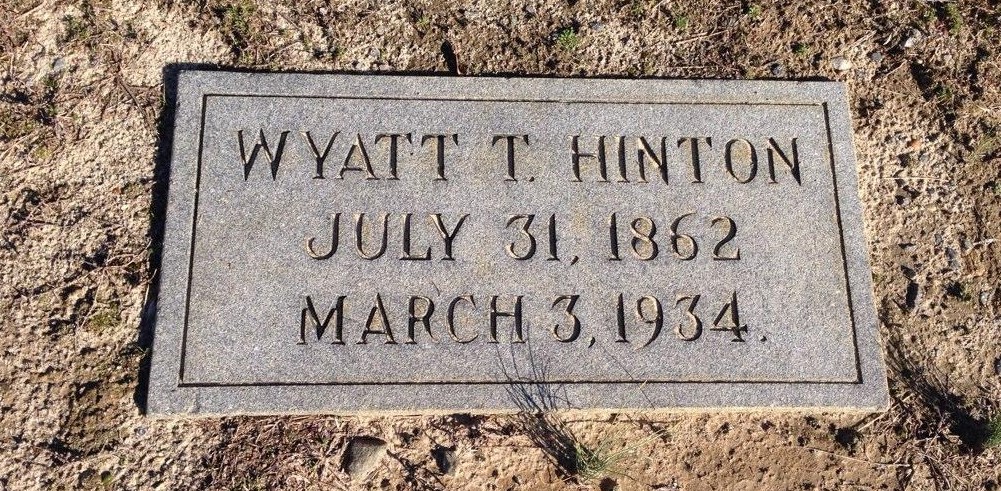 WYATT T. HINTON
JULY 31, 1862
MARCH 3, 1934.